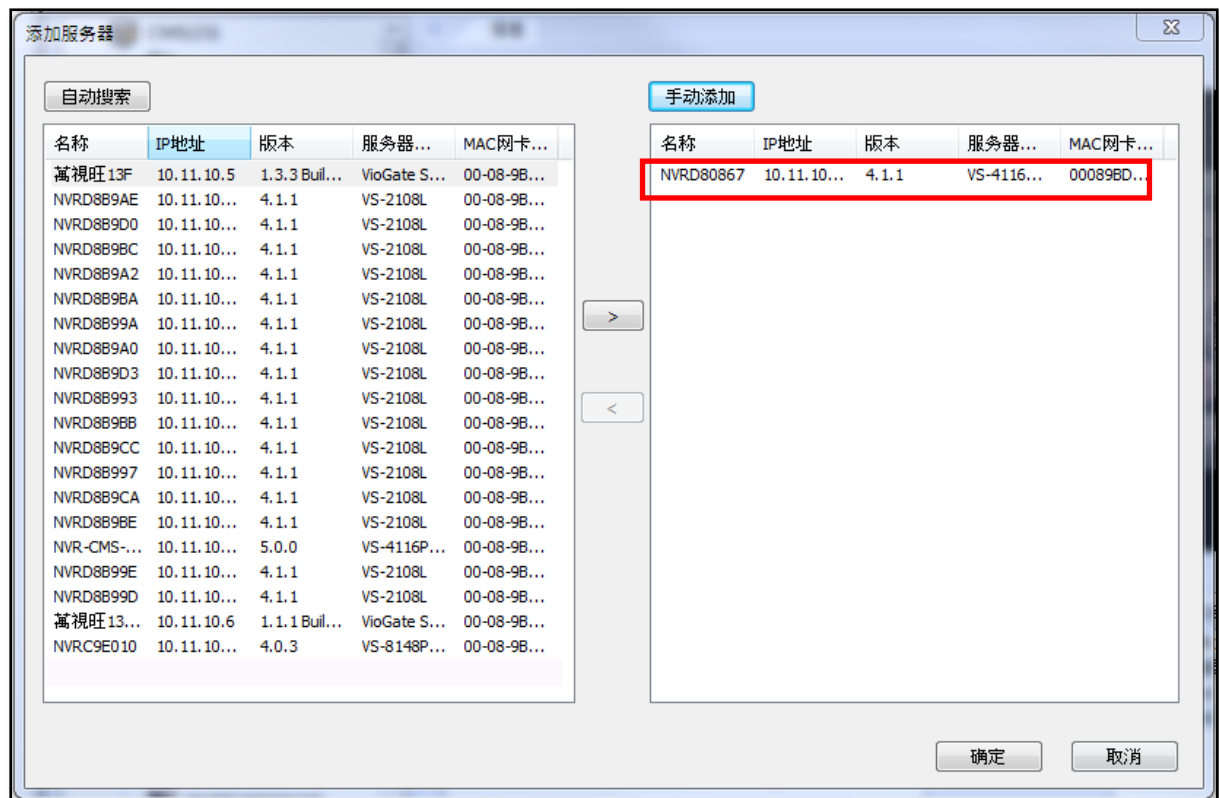 添加服务器
自动搜索
手动添加
名称 IP地址 版本 服务器... MAC网卡...
萬視旺13F 10.11.10.5 1.3.3 Buil... VioGate S... 00-08-9B...
NVRD8B9AE 10.11.10... 4.1.1 VS-2108L 00-08-9B...
NVRD8B9D0 10.11.10... 4.1.1 VS-2108L 00-08-9B...
NVRD8B9BC 10.11.10... 4.1.1 VS-2108L 00-08-9B...
NVRD8B9A2 10.11.10... 4.1.1 VS-2108L 00-08-9B...
NVRD8B9BA 10.11.10... 4.1.1 VS-2108L 00-08-9B...
NVRD8B99A 10.11.10... 4.1.1 VS-2108L 00-08-9B...
NVRD8B9A0 10.11.10... 4.1.1 VS-2108L 00-08-9B...
NVRD8B9D3 10.11.10... 4.1.1 VS-2108L 00-08-9B...
NVRD8B993 10.11.10... 4.1.1 VS-2108L 00-08-9B...
NVRD8B9BB 10.11.10... 4.1.1 VS-2108L 00-08-9B...
NVRD8B9CC 10.11.10... 4.1.1 VS-2108L 00-08-9B...
NVRD8B997 10.11.10... 4.1.1 VS-2108L 00-08-9B...
NVRD8B9CA 10.11.10... 4.1.1 VS-2108L 00-08-9B...
NVRD8B9BE 10.11.10... 4.1.1 VS-2108L 00-08-9B...
NVR-CMS-... 10.11.10... 5.0.0 VS-4116P... 00-08-9B...
NVRD8B99E 10.11.10... 4.1.1 VS-2108L 00-08-9B...
NVRD8B99D 10.11.10... 4.1.1 VS-2108L 00-08-9B...
萬視旺13... 10.11.10.6 1.1.1 Buil... VioGate S... 00-08-9B...
NVRC9E010 10.11.10... 4.0.3 VS-8148P... 00-08-9B...
>
<
名称 IP地址 版本 服务器... MAC网卡...
NVRD80867 10.11.10... 4.1.1 VS-4116... 00089BD...
确定
取消